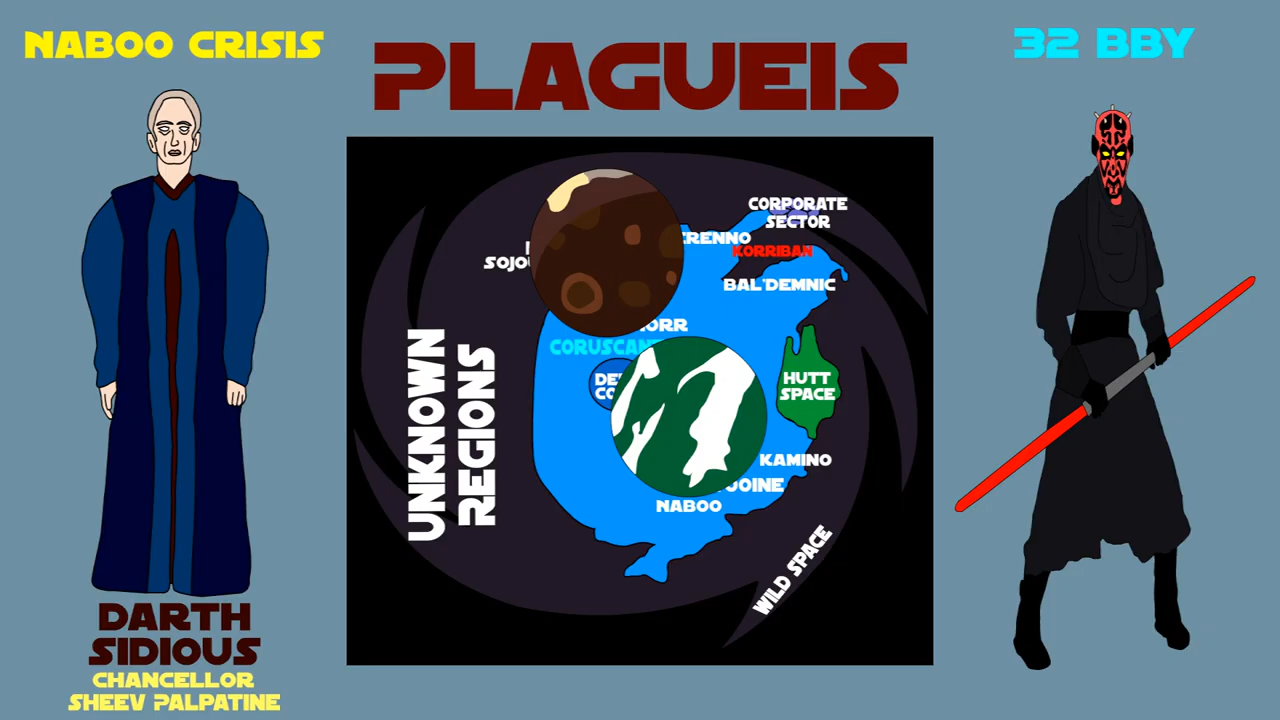 NABOO CRISIS
PLAGUEIS
32 BBY
CORPORATE
SECTOR
KORRIBAN
BAL'DEMNIC
UNKNOWN
REGIONS
HUTT
SPACE
KAMINO
NABOO
WILD SPACE
DARTH
SIDIOUS
CHANCELLOR
SHEEV PALPATINE